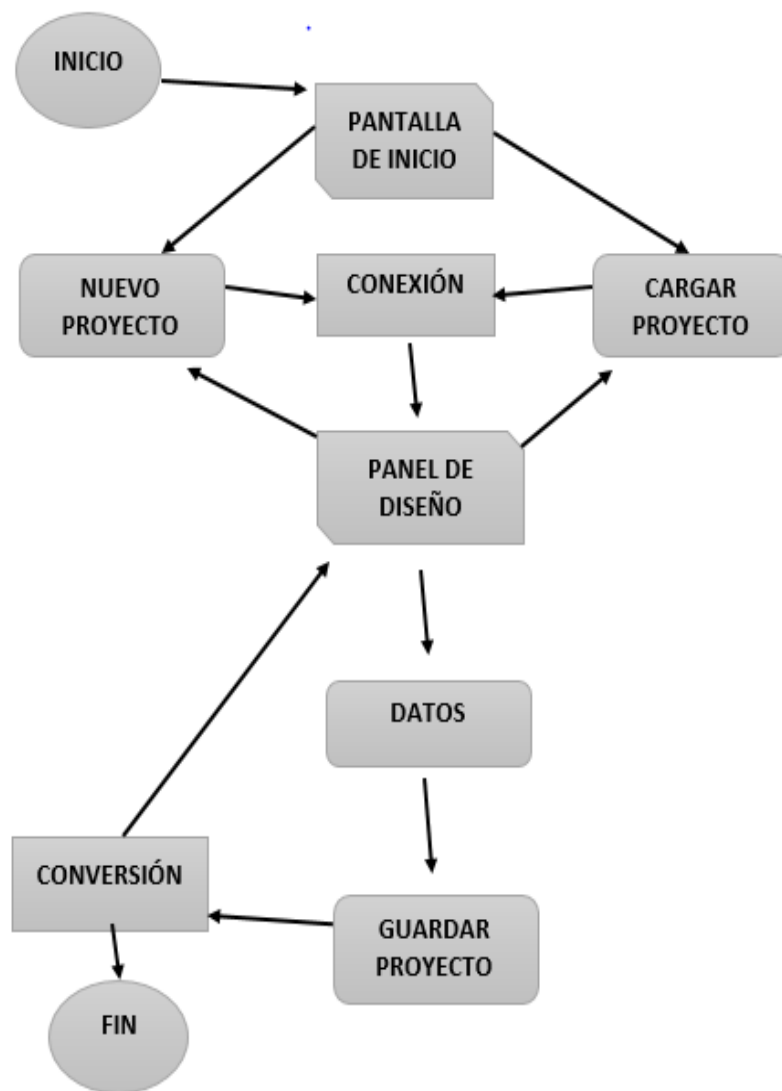 INICIO
PANTALLA
DE INICIO
NUEVO
PROYECTO
CONEXIÓN
CARGAR
PROYECTO
PANEL DE
DISEÑO
DATOS
CONVERSIÓN
GUARDAR
PROYECTO
FIN